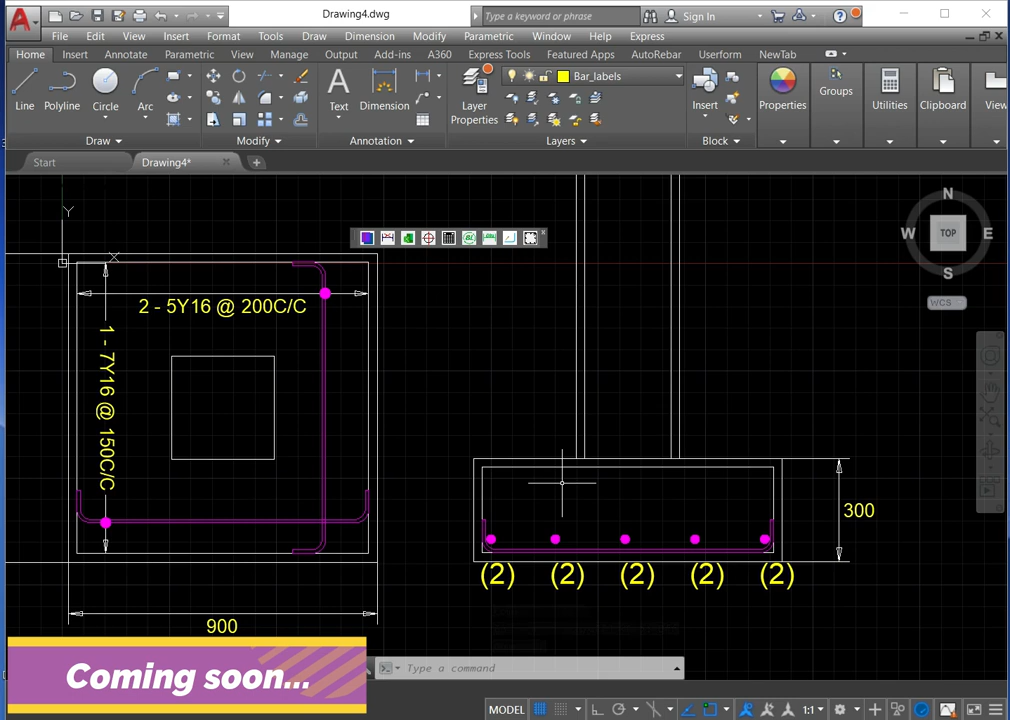 Drawing4.dwg
Type a keyword or phrase
Sign In
File Edit View Insert Format Tools Draw Dimension Modify Parametric Window Help Express
Home Insert Annotate Parametric View Manage Output Add-ins A360 Express Tools Featured Apps AutoRebar Userform NewTab
Bar_labels
Line Polyline Circle Arc Text Dimension Layer Properties Insert Properties Groups Utilities Clipboard View
Draw Modify Annotation Layers Block
Start Drawing4*
Y
X
N
W TOP E
S
WCS
2 - 5Y16 @ 200C/C
1 - 7Y16 @ 150C/C
300
(2) (2) (2) (2) (2)
900
Coming soon...
Type a command
MODEL 1:1